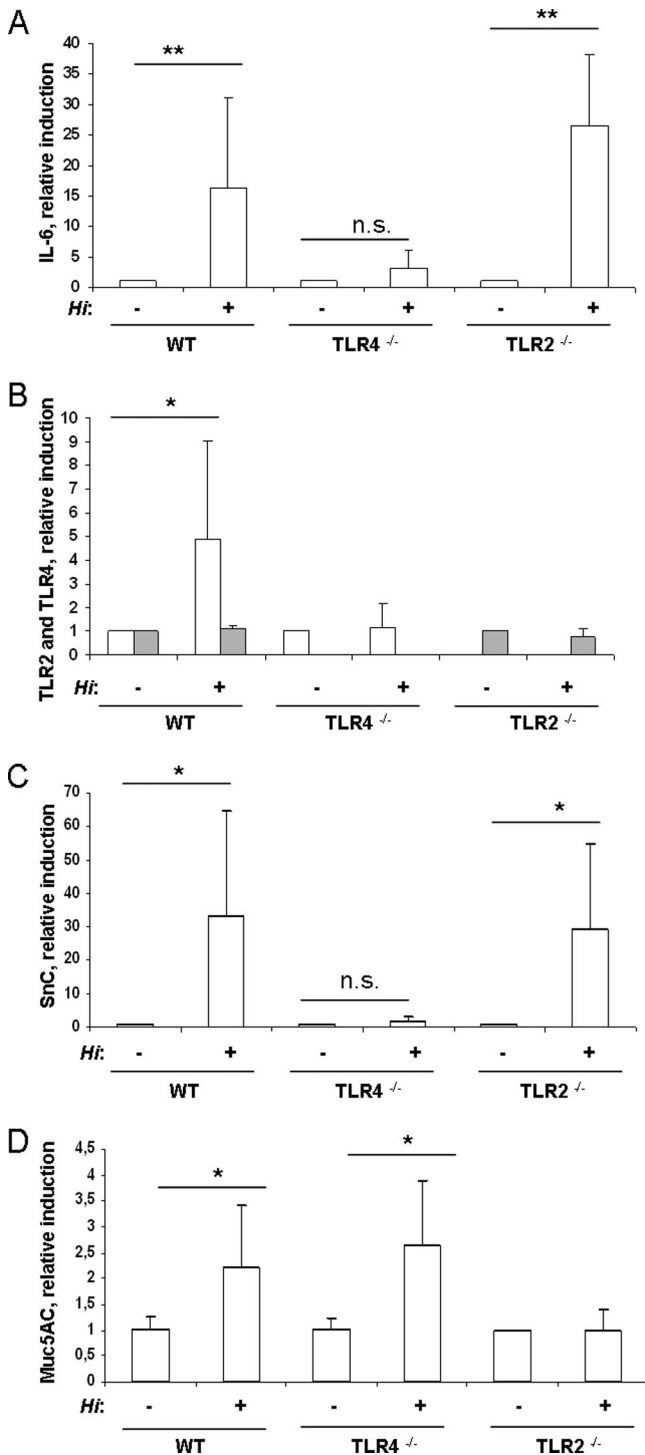 A
IL-6, relative induction
40
35
30
25
20
15
10
5
0
**
n.s.
**
Hi: - + - + - +
WT TLR4 -/- TLR2 -/-
B
TLR2 and TLR4, relative induction
10
9
8
7
6
5
4
3
2
1
0
*
Hi: - + - + - +
WT TLR4 -/- TLR2 -/-
C
SnC, relative induction
70
60
50
40
30
20
10
0
*
n.s.
*
Hi: - + - + - +
WT TLR4 -/- TLR2 -/-
D
Muc5AC, relative induction
4,5
4
3,5
3
2,5
2
1,5
1
0,5
0
*
*
Hi: - + - + - +
WT TLR4 -/- TLR2 -/-